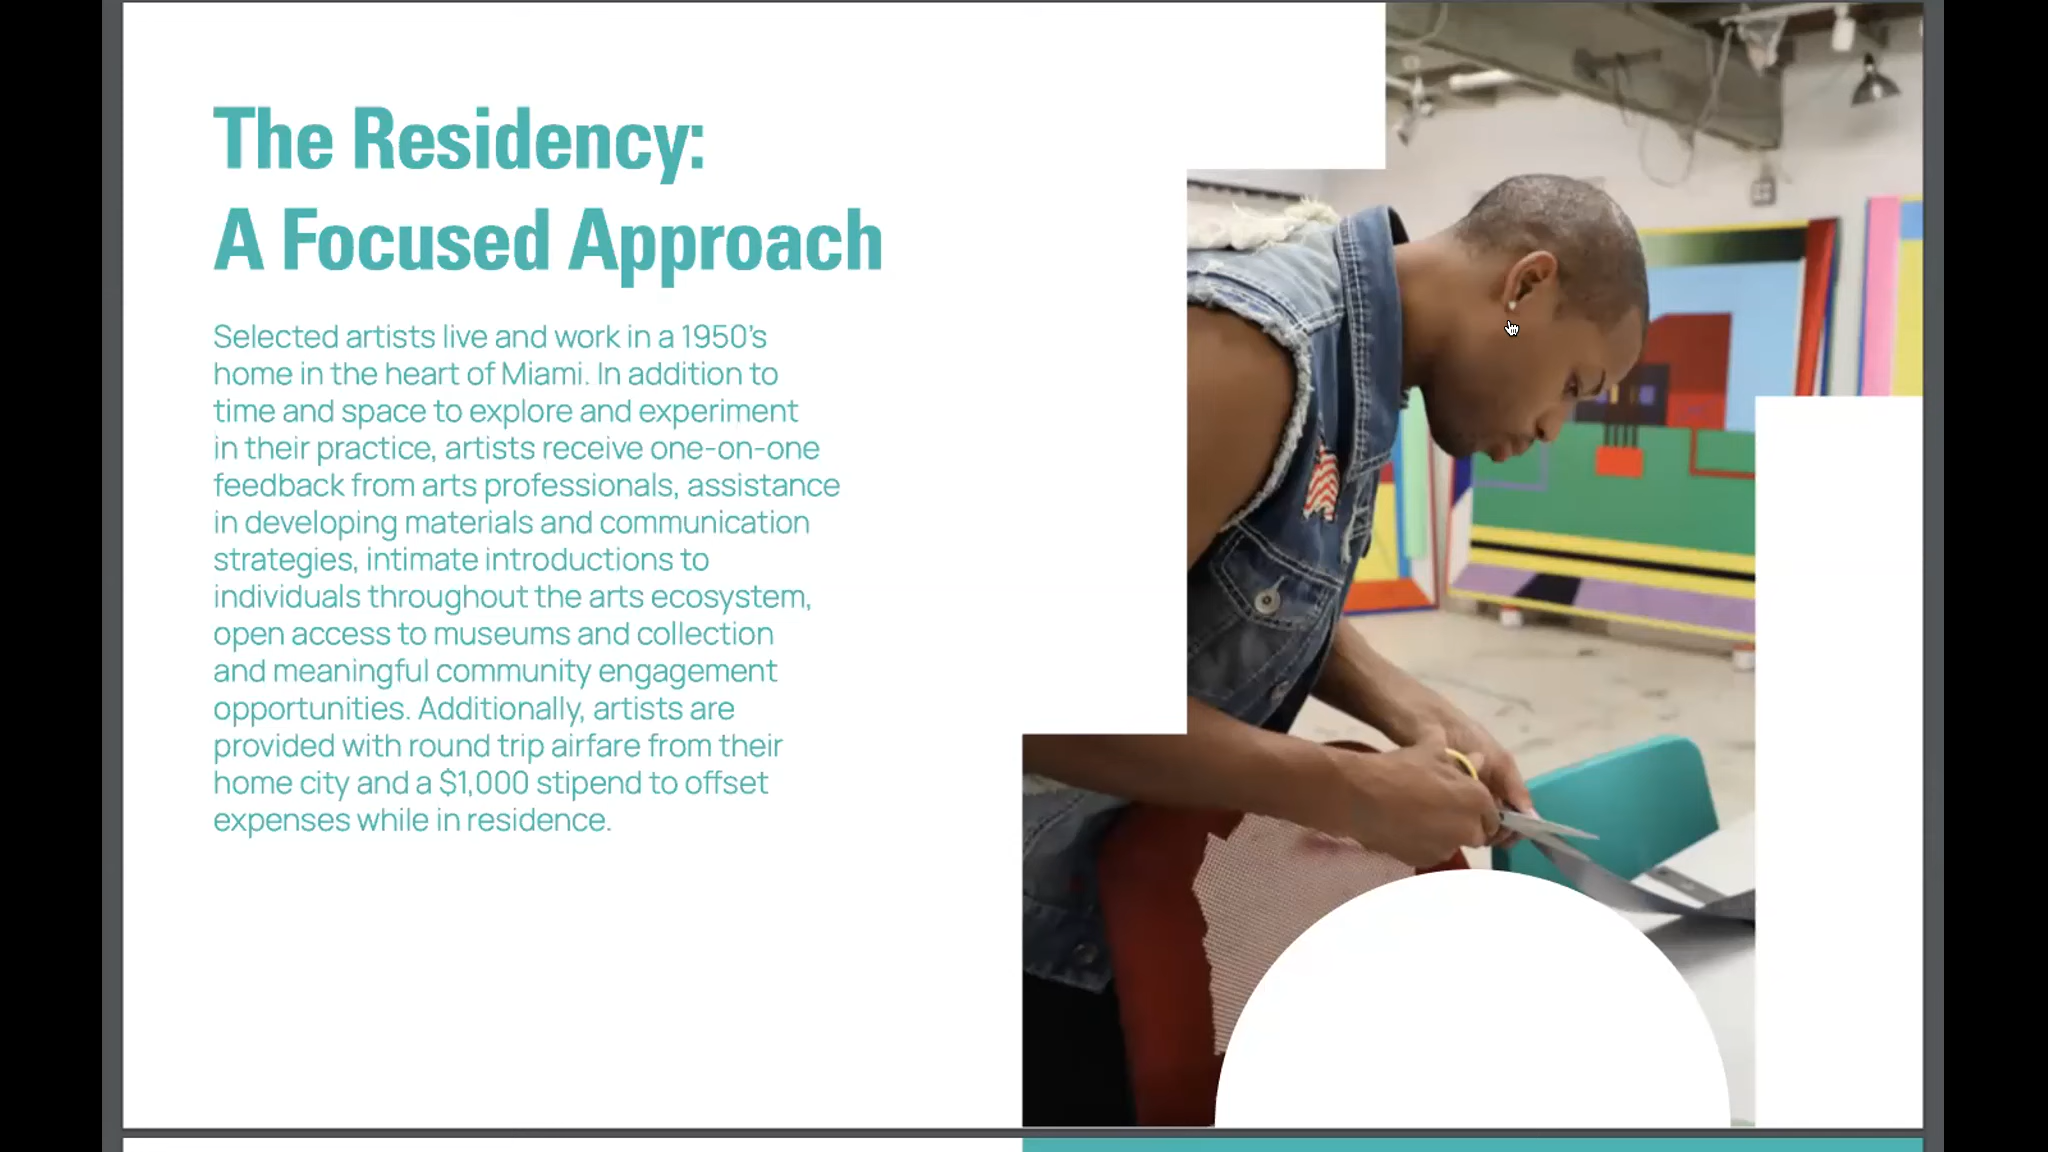 The Residency:
A Focused Approach
Selected artists live and work in a 1950's
home in the heart of Miami. In addition to
time and space to explore and experiment
in their practice, artists receive one-on-one
feedback from arts professionals, assistance
in developing materials and communication
strategies, intimate introductions to
individuals throughout the arts ecosystem,
open access to museums and collection
and meaningful community engagement
opportunities. Additionally, artists are
provided with round trip airfare from their
home city and a $1,000 stipend to offset
expenses while in residence.